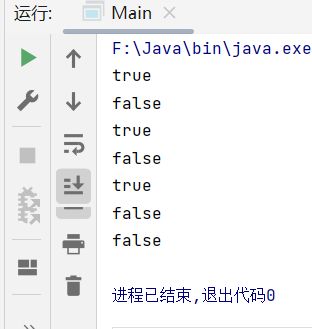 运行: Main
F:\Java\bin\java.exe
true
false
true
false
true
false
false
进程已结束,退出代码0